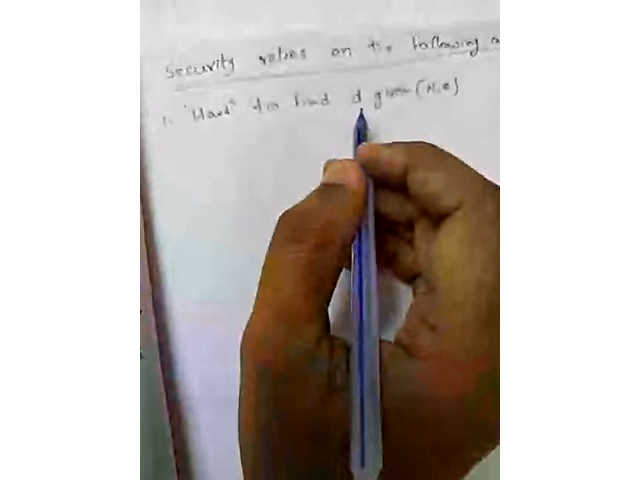 Security relies on the following a
1. "Hard" to find d given (N,e)